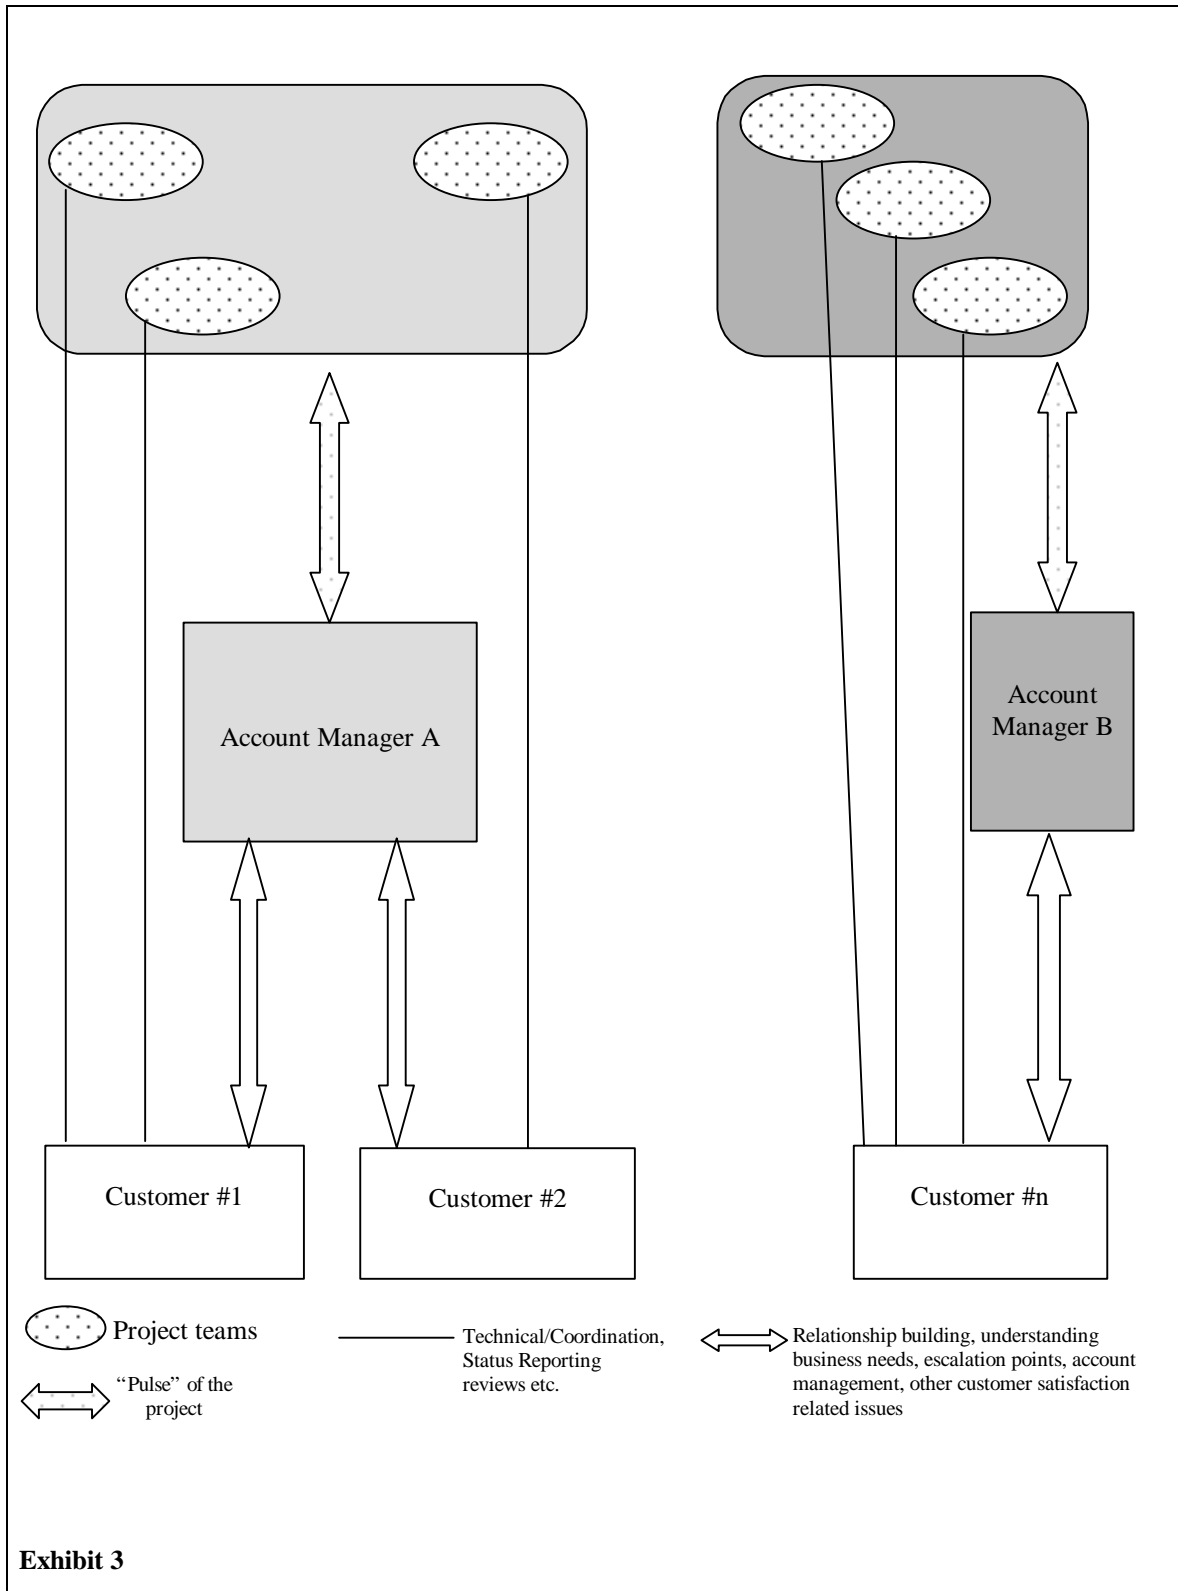 Account Manager A
Account
Manager B
Customer #1
Customer #2
Customer #n
Project teams
“Pulse” of the
project
Technical/Coordination,
Status Reporting
reviews etc.
Relationship building, understanding
business needs, escalation points, account
management, other customer satisfaction
related issues
Exhibit 3